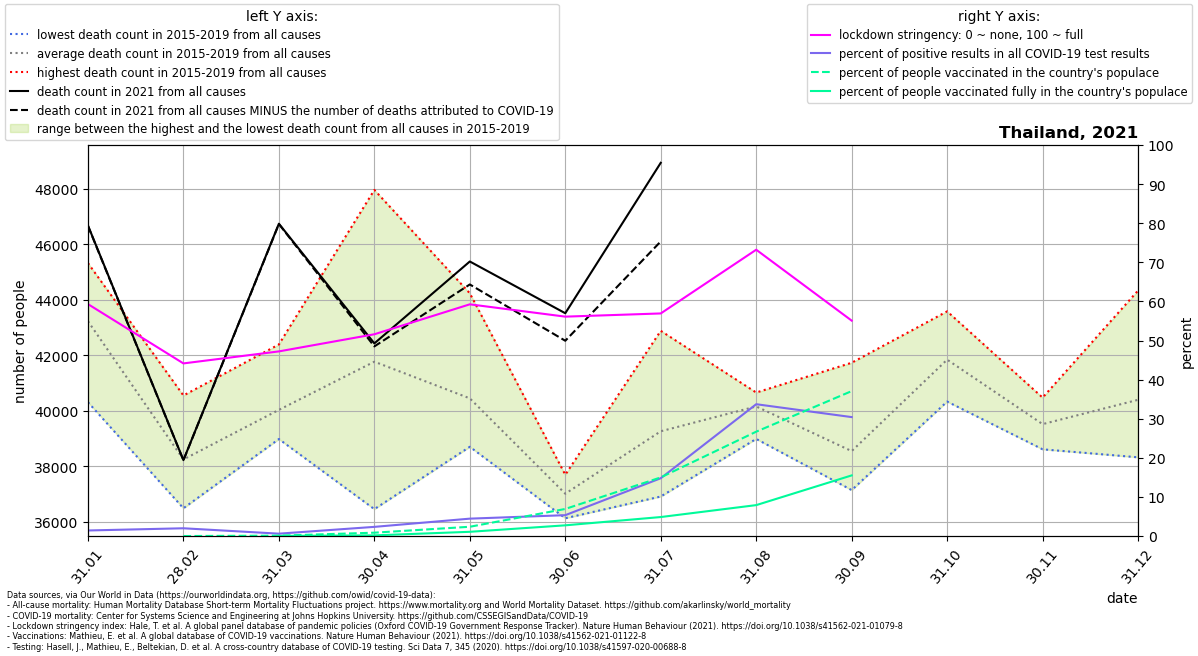 left Y axis:
lowest death count in 2015-2019 from all causes
average death count in 2015-2019 from all causes
highest death count in 2015-2019 from all causes
death count in 2021 from all causes
death count in 2021 from all causes MINUS the number of deaths attributed to COVID-19
range between the highest and the lowest death count from all causes in 2015-2019
right Y axis:
lockdown stringency: 0 ~ none, 100 ~ full
percent of positive results in all COVID-19 test results
percent of people vaccinated in the country's populace
percent of people vaccinated fully in the country's populace
Thailand, 2021
number of people
48000
46000
44000
42000
40000
38000
36000
100
90
80
70
60
50
40
30
20
10
0
percent
31.01
28.02
31.03
30.04
31.05
30.06
31.07
31.08
30.09
31.10
30.11
31.12
date
Data sources, via Our World in Data (https://ourworldindata.org, https://github.com/owid/covid-19-data):
- All-cause mortality: Human Mortality Database Short-term Mortality Fluctuations project. https://www.mortality.org and World Mortality Dataset. https://github.com/akarlinsky/world_mortality
- COVID-19 mortality: Center for Systems Science and Engineering at Johns Hopkins University. https://github.com/CSSEGISandData/COVID-19
- Lockdown stringency index: Hale, T. et al. A global panel database of pandemic policies (Oxford COVID-19 Government Response Tracker). Nature Human Behaviour (2021). https://doi.org/10.1038/s41562-021-01079-8
- Vaccinations: Mathieu, E. et al. A global database of COVID-19 vaccinations. Nature Human Behaviour (2021). https://doi.org/10.1038/s41562-021-01122-8
- Testing: Hasell, J., Mathieu, E., Beltekian, D. et al. A cross-country database of COVID-19 testing. Sci Data 7, 345 (2020). https://doi.org/10.1038/s41597-020-00688-8